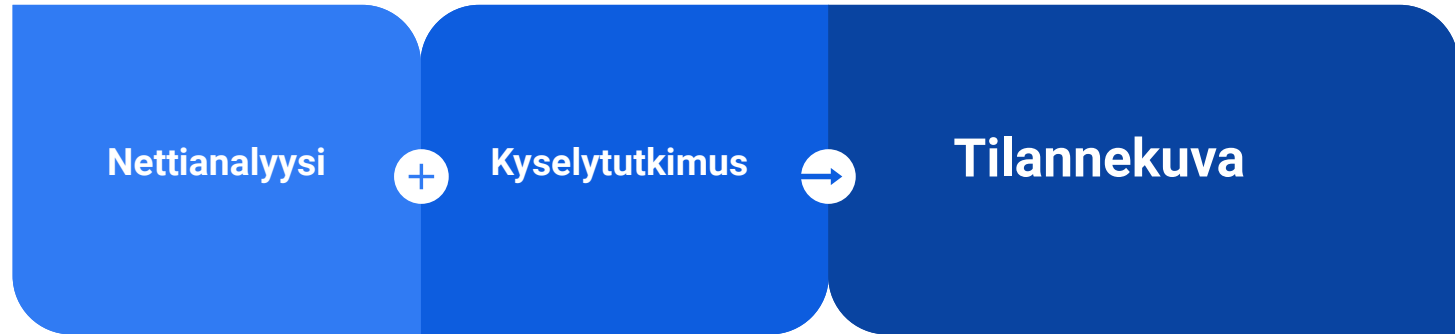 Nettianalyysi
+
Kyselytutkimus
→
Tilannekuva